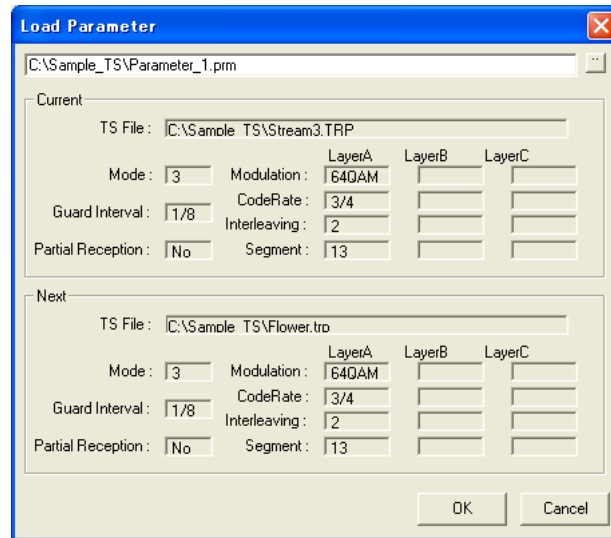 Load Parameter
C:\Sample_TS\Parameter_1.prm
..
Current
TS File : C:\Sample_TS\Stream3.TRP
LayerA LayerB LayerC
Mode : 3 Modulation : 64QAM
CodeRate : 3/4
Guard Interval : 1/8
Interleaving : 2
Partial Reception : No Segment : 13
Next
TS File : C:\Sample_TS\Flower.trp
LayerA LayerB LayerC
Mode : 3 Modulation : 64QAM
CodeRate : 3/4
Guard Interval : 1/8
Interleaving : 2
Partial Reception : No Segment : 13
OK Cancel